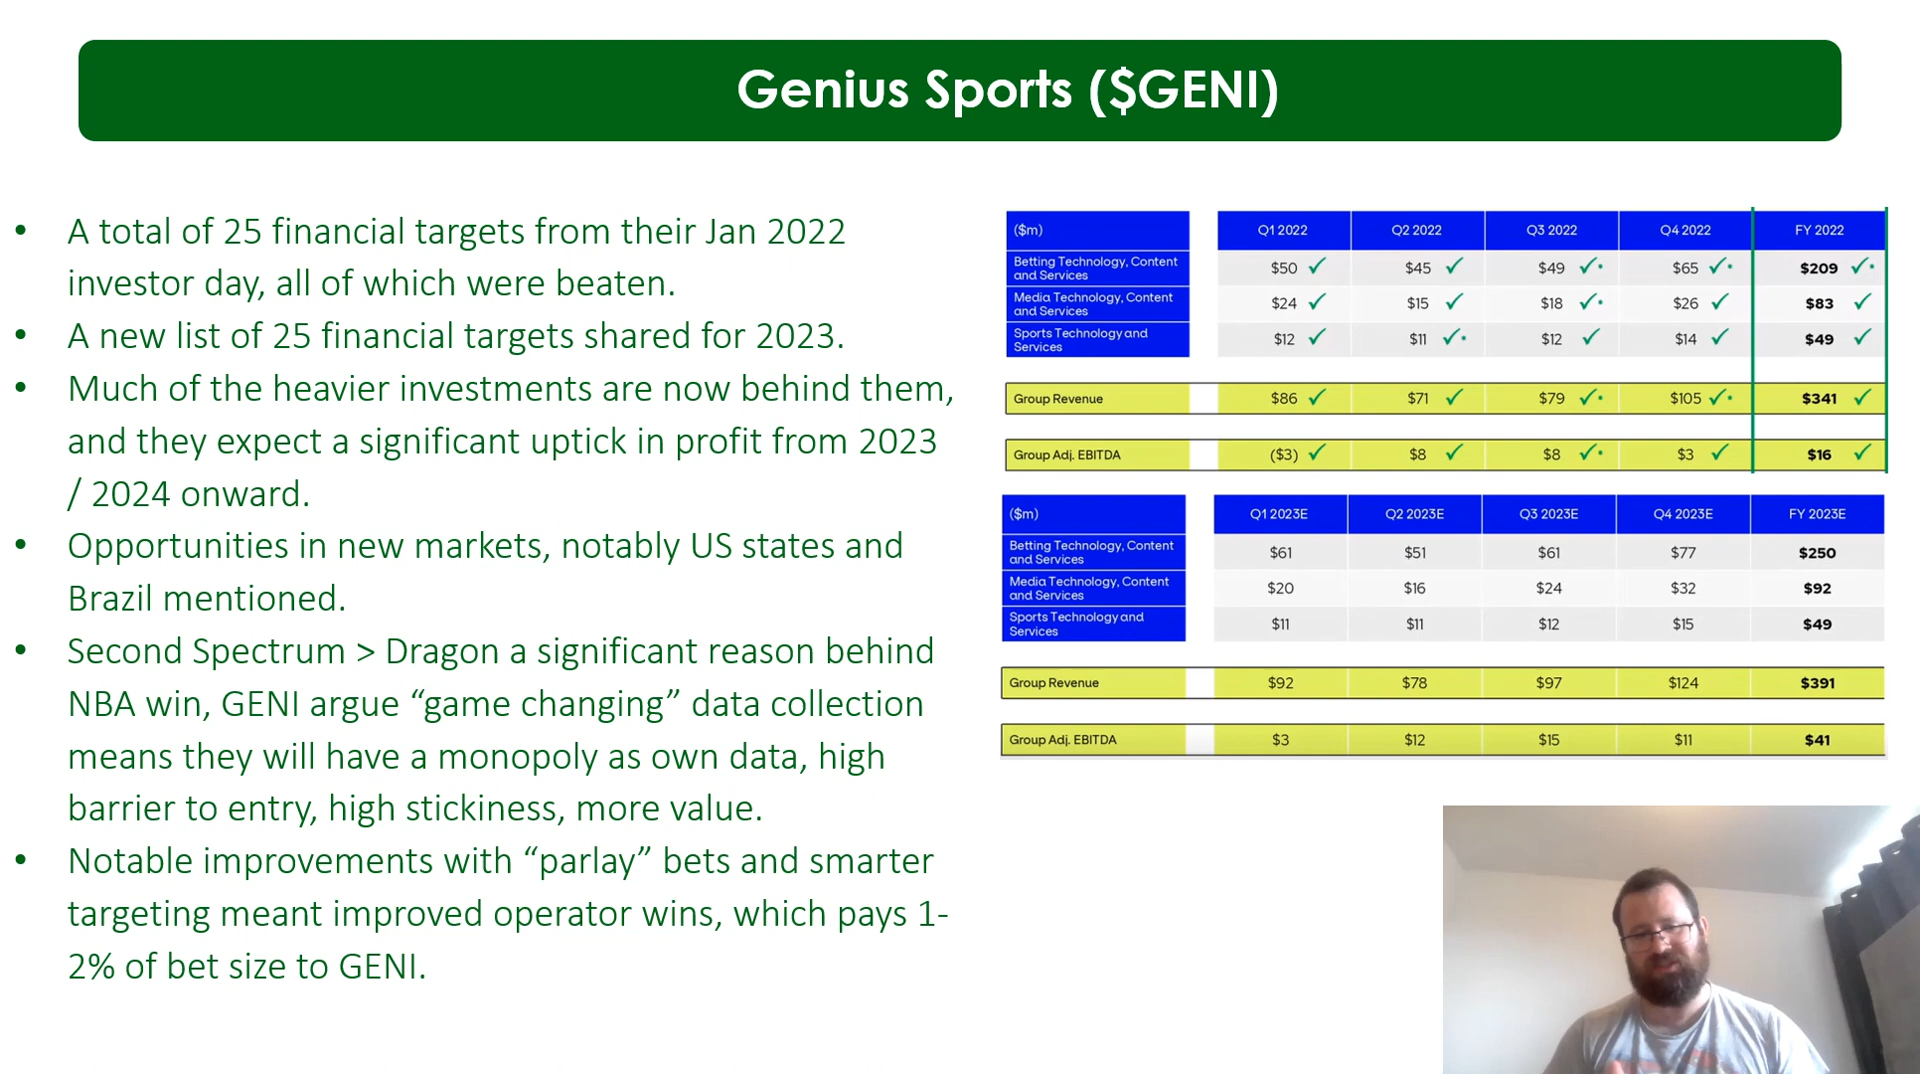 Genius Sports ($GENI)
• A total of 25 financial targets from their Jan 2022
investor day, all of which were beaten.
• A new list of 25 financial targets shared for 2023.
• Much of the heavier investments are now behind them,
and they expect a significant uptick in profit from 2023
/ 2024 onward.
• Opportunities in new markets, notably US states and
Brazil mentioned.
• Second Spectrum > Dragon a significant reason behind
NBA win, GENI argue “game changing” data collection
means they will have a monopoly as own data, high
barrier to entry, high stickiness, more value.
• Notable improvements with “parlay” bets and smarter
targeting meant improved operator wins, which pays 1-
2% of bet size to GENI.
($m) Q1 2022 Q2 2022 Q3 2022 Q4 2022 FY 2022
Betting Technology, Content
and Services $50 ✓ $45 ✓ $49 ✓* $65 ✓* $209 ✓*
Media Technology, Content
and Services $24 ✓ $15 ✓ $18 ✓* $26 ✓ $83 ✓
Sports Technology and
Services $12 ✓ $11 ✓* $12 ✓ $14 ✓ $49 ✓
Group Revenue $86 ✓ $71 ✓ $79 ✓* $105 ✓* $341 ✓
Group Adj. EBITDA ($3) ✓ $8 ✓ $8 ✓* $3 ✓ $16 ✓
($m) Q1 2023E Q2 2023E Q3 2023E Q4 2023E FY 2023E
Betting Technology, Content
and Services $61 $51 $61 $77 $250
Media Technology, Content
and Services $20 $16 $24 $32 $92
Sports Technology and
Services $11 $11 $12 $15 $49
Group Revenue $92 $78 $97 $124 $391
Group Adj. EBITDA $3 $12 $15 $11 $41